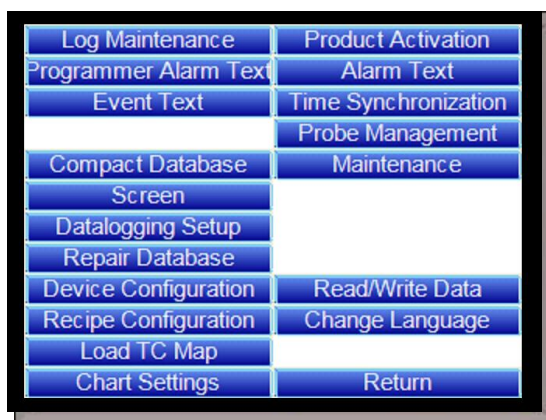 Log Maintenance
Product Activation
Programmer Alarm Text
Alarm Text
Event Text
Time Synchronization
Probe Management
Compact Database
Maintenance
Screen
Datalogging Setup
Repair Database
Device Configuration
Read/Write Data
Recipe Configuration
Change Language
Load TC Map
Chart Settings
Return